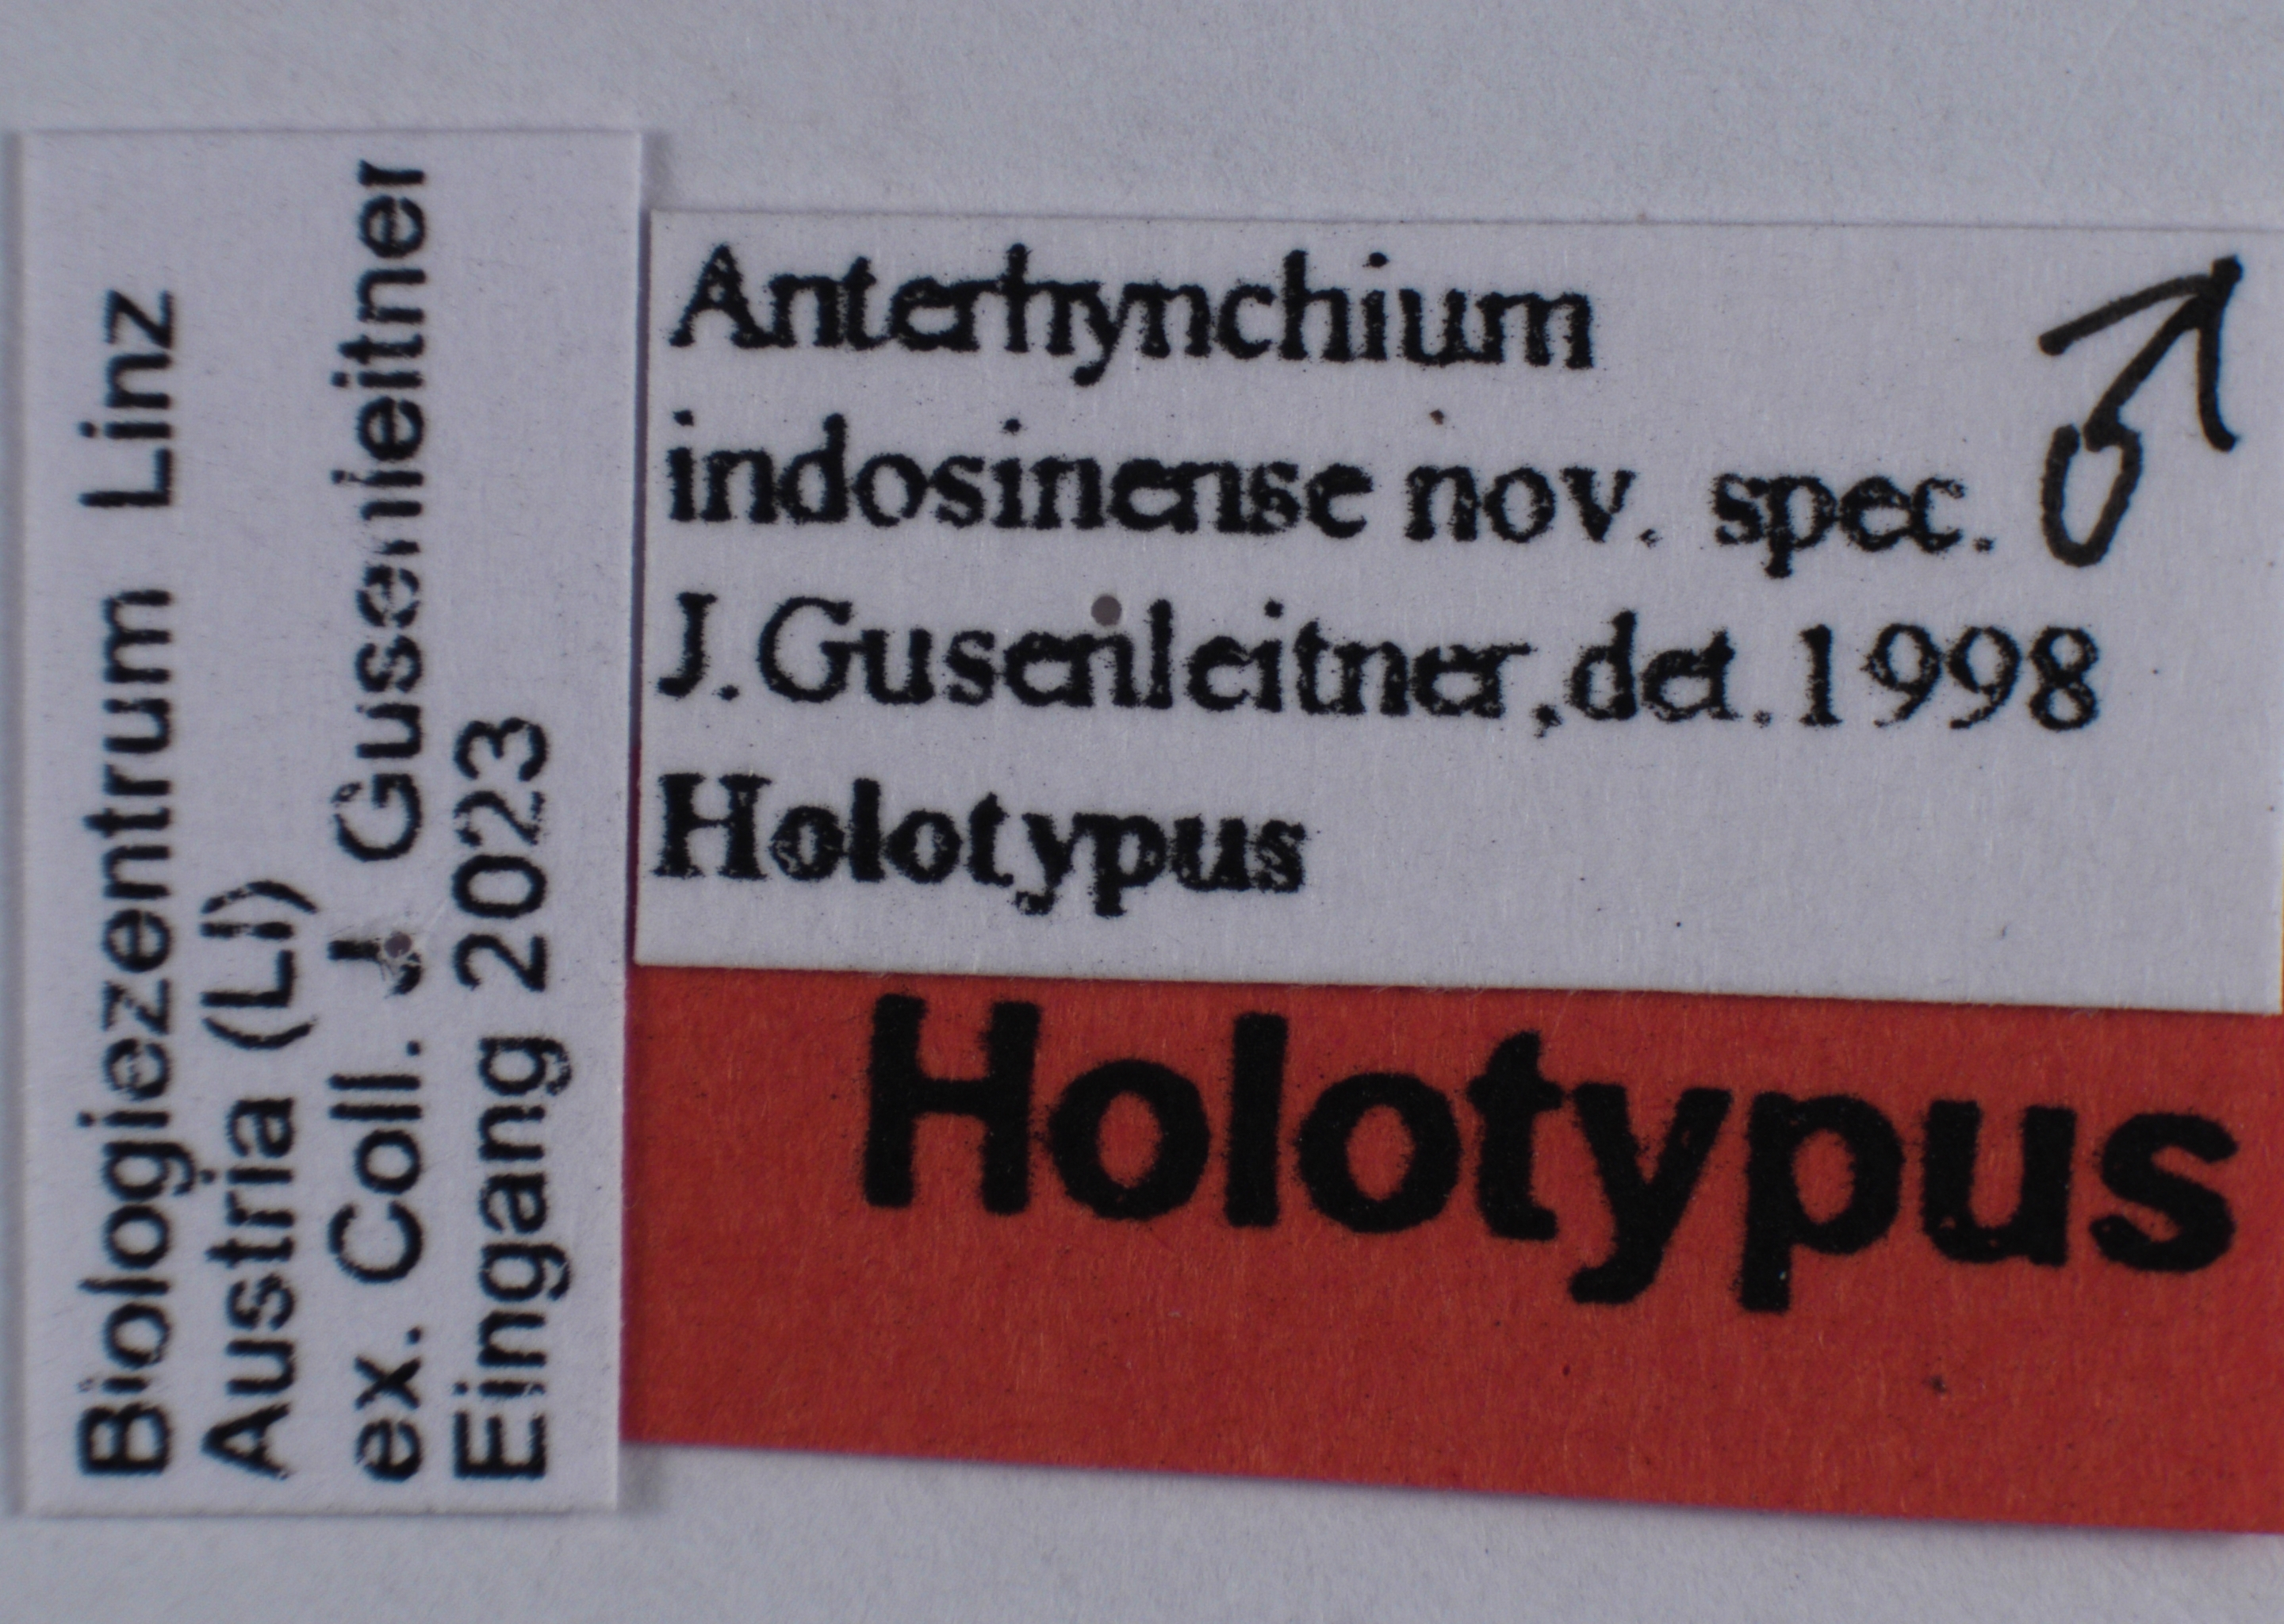 Biologiezentrum Linz
Austria (LI)
ex. Coll. J. Gusenleitner
Eingang 2023
Anterhynchium
indosinense nov. spec. ♂
J.Gusenleitner,det.1998
Holotypus
Holotypus